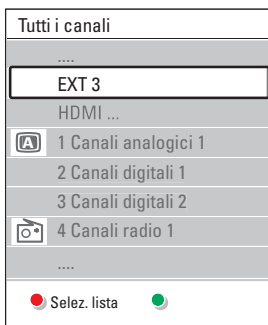 Tutti i canali
....
EXT 3
HDMI ...
A 1 Canali analogici 1
2 Canali digitali 1
3 Canali digitali 2
4 Canali radio 1
....
Selez. lista